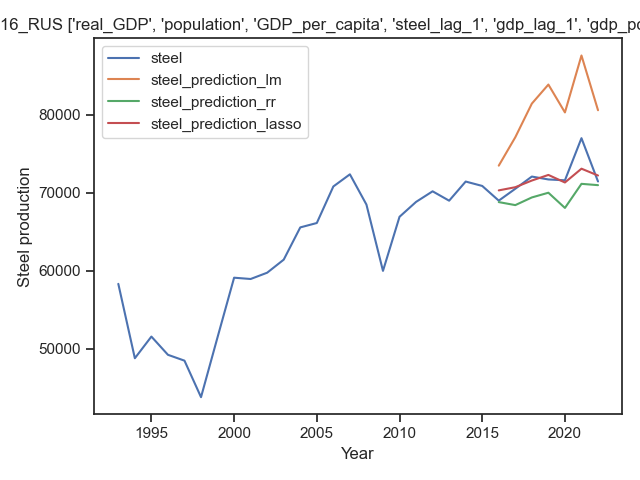 16_RUS ['real_GDP', 'population', 'GDP_per_capita', 'steel_lag_1', 'gdp_lag_1', 'gdp_po
steel
steel_prediction_lm
steel_prediction_rr
steel_prediction_lasso
80000
70000
60000
50000
Steel production
1995 2000 2005 2010 2015 2020
Year